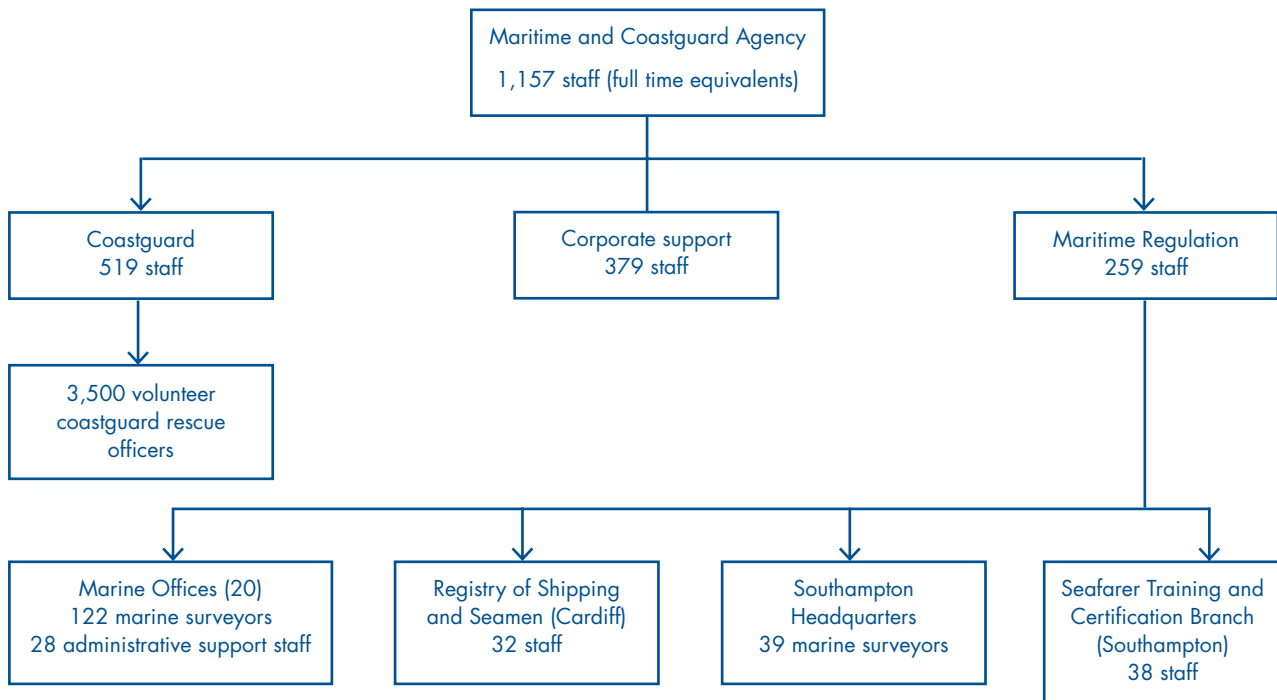 Maritime and Coastguard Agency
1,157 staff (full time equivalents)
Coastguard
519 staff
Corporate support
379 staff
Maritime Regulation
259 staff
3,500 volunteer
coastguard rescue
officers
Marine Offices (20)
122 marine surveyors
28 administrative support staff
Registry of Shipping
and Seamen (Cardiff)
32 staff
Southampton
Headquarters
39 marine surveyors
Seafarer Training and
Certification Branch
(Southampton)
38 staff